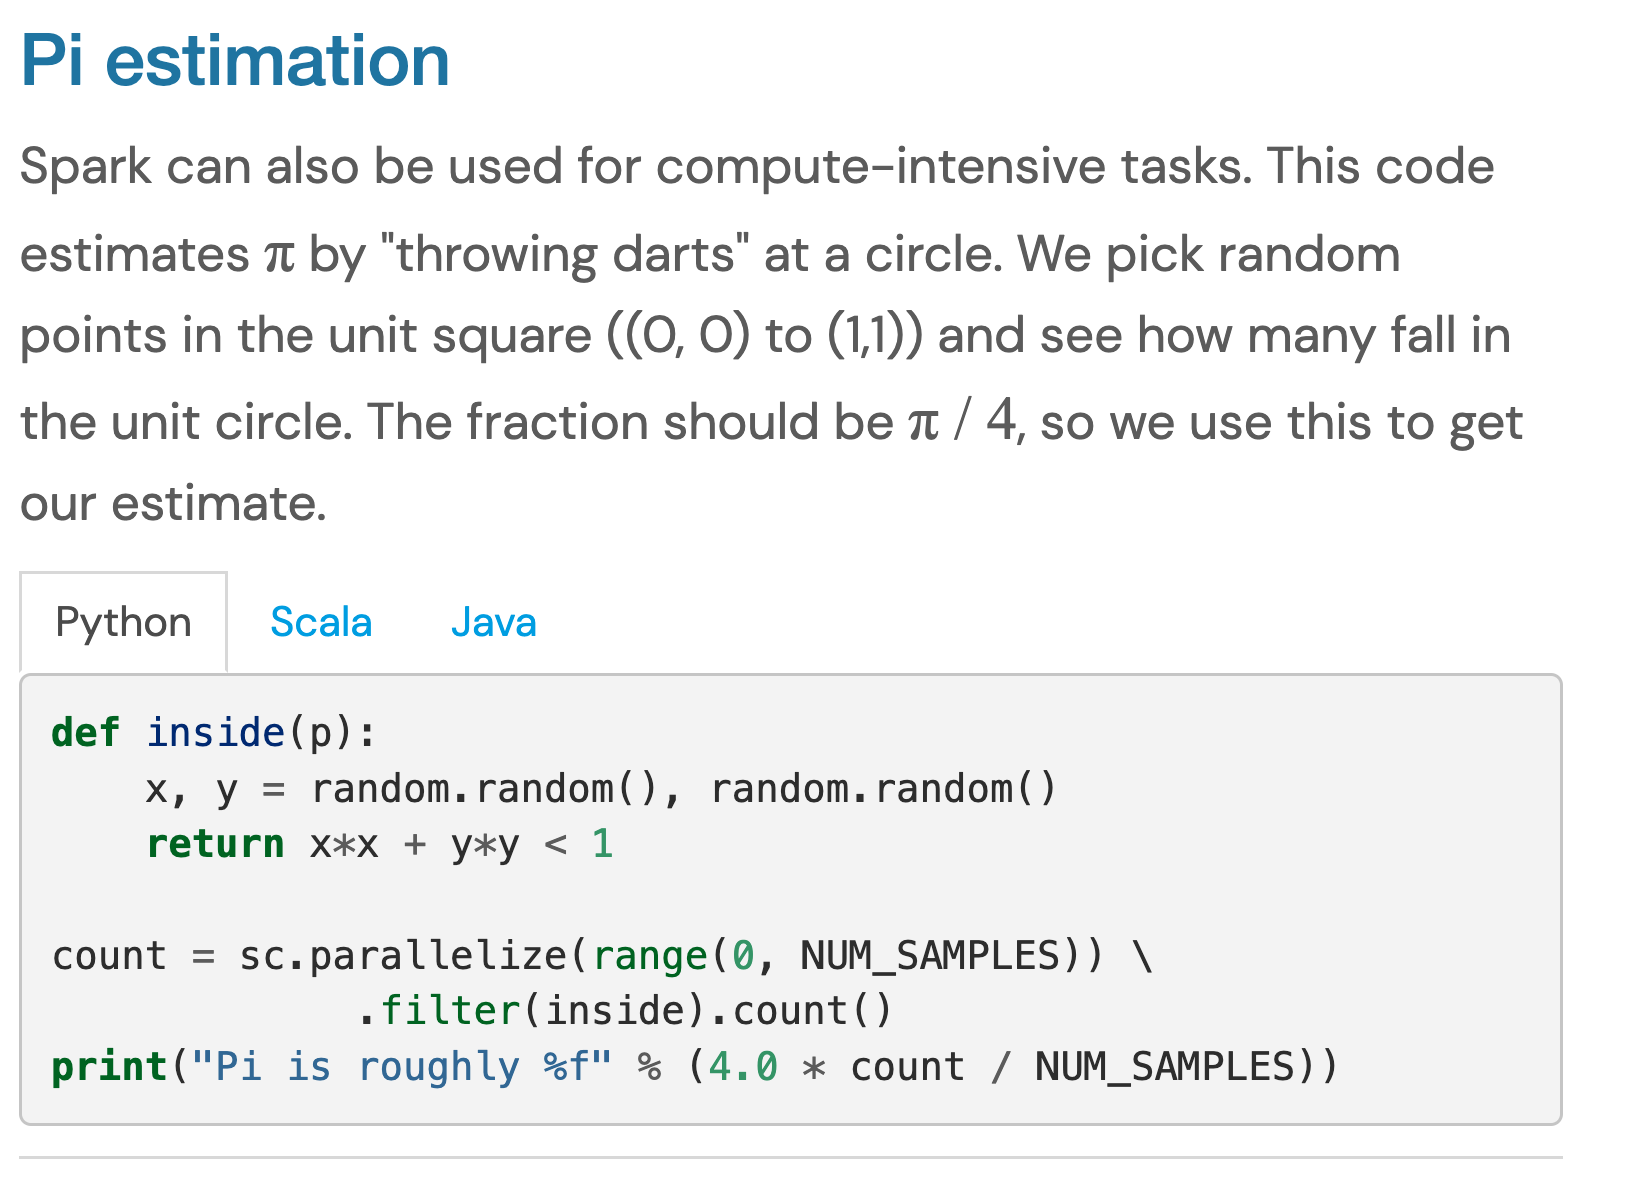 Pi estimation
Spark can also be used for compute-intensive tasks. This code
estimates π by "throwing darts" at a circle. We pick random
points in the unit square ((0, 0) to (1,1)) and see how many fall in
the unit circle. The fraction should be π / 4, so we use this to get
our estimate.
Python Scala Java
def inside(p):
    x, y = random.random(), random.random()
    return x*x + y*y < 1
count = sc.parallelize(range(0, NUM_SAMPLES)) \
             .filter(inside).count()
print("Pi is roughly %f" % (4.0 * count / NUM_SAMPLES))